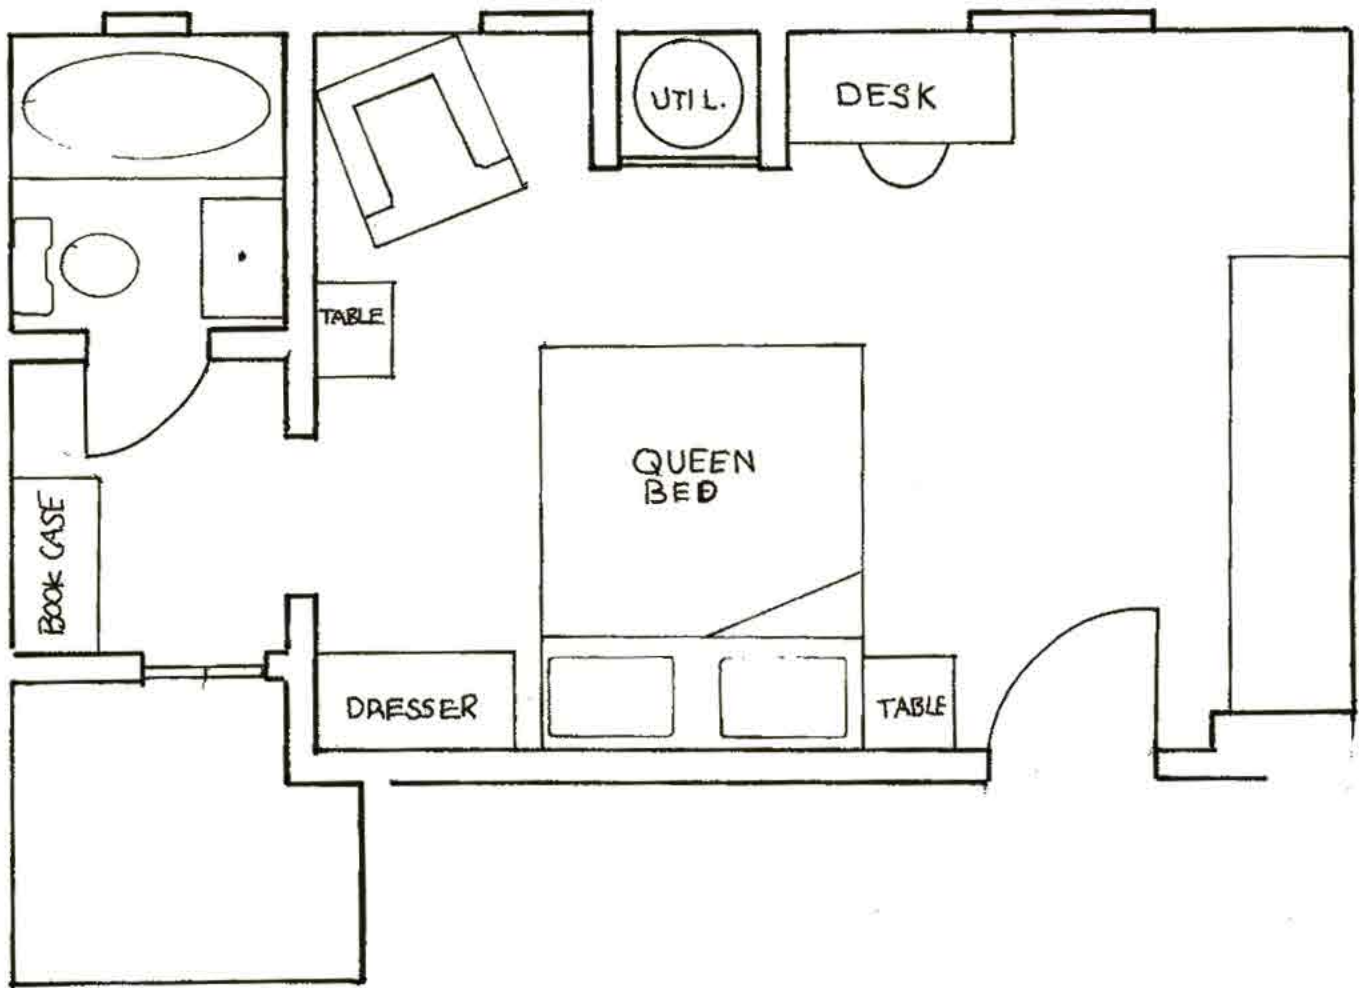 UTIL.
DESK
TABLE
QUEEN
BED
BOOK CASE
DRESSER
TABLE